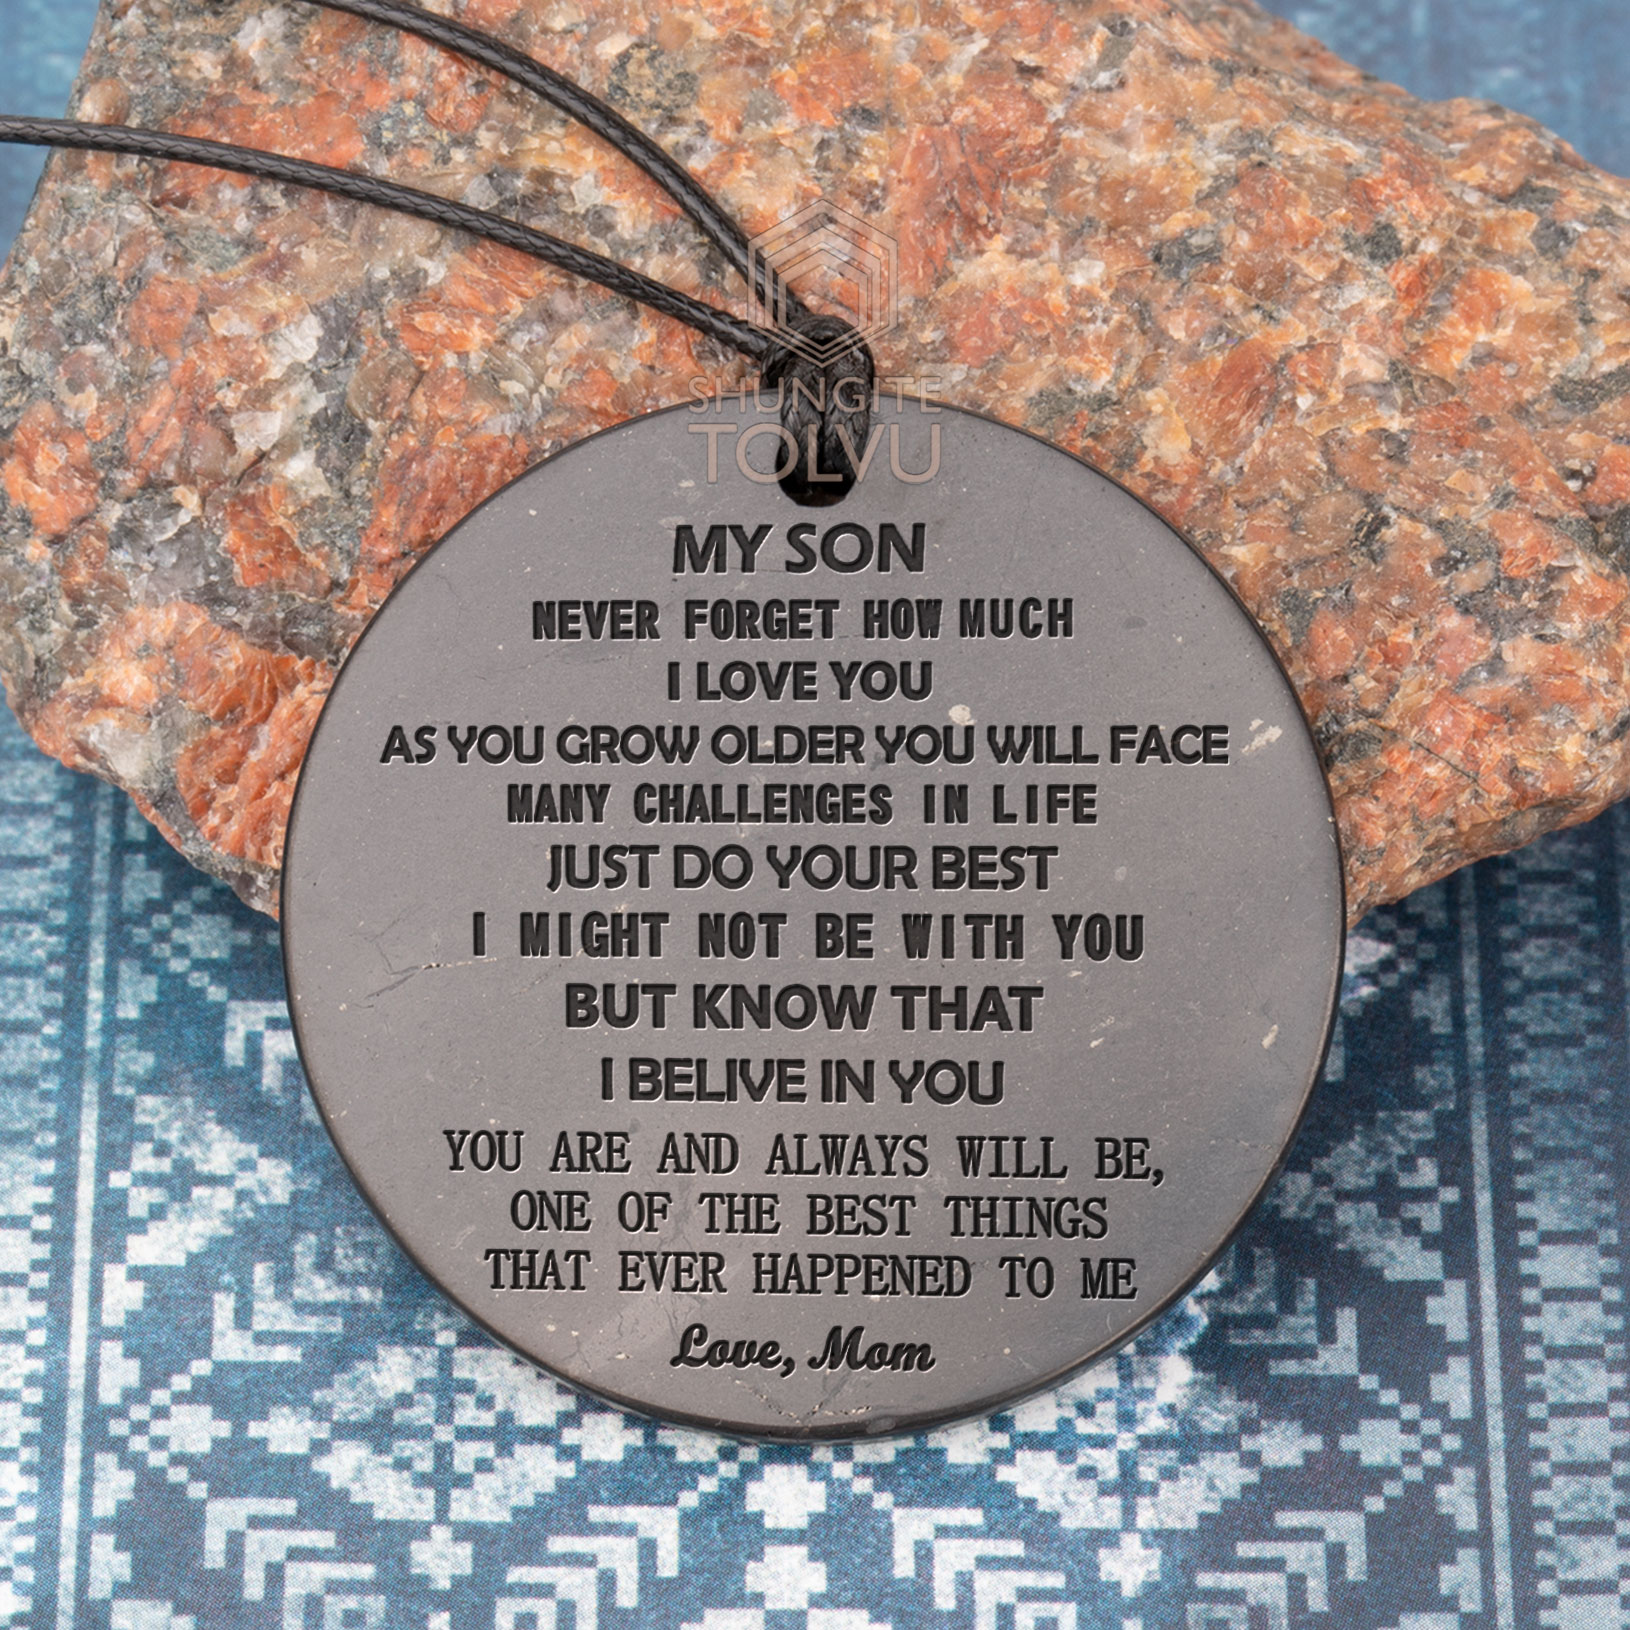 SHUNGITE
TOLVU
MY SON
NEVER FORGET HOW MUCH
I LOVE YOU
AS YOU GROW OLDER YOU WILL FACE
MANY CHALLENGES IN LIFE
JUST DO YOUR BEST
I MIGHT NOT BE WITH YOU
BUT KNOW THAT
I BELIVE IN YOU
YOU ARE AND ALWAYS WILL BE,
ONE OF THE BEST THINGS
THAT EVER HAPPENED TO ME
Love, Mom